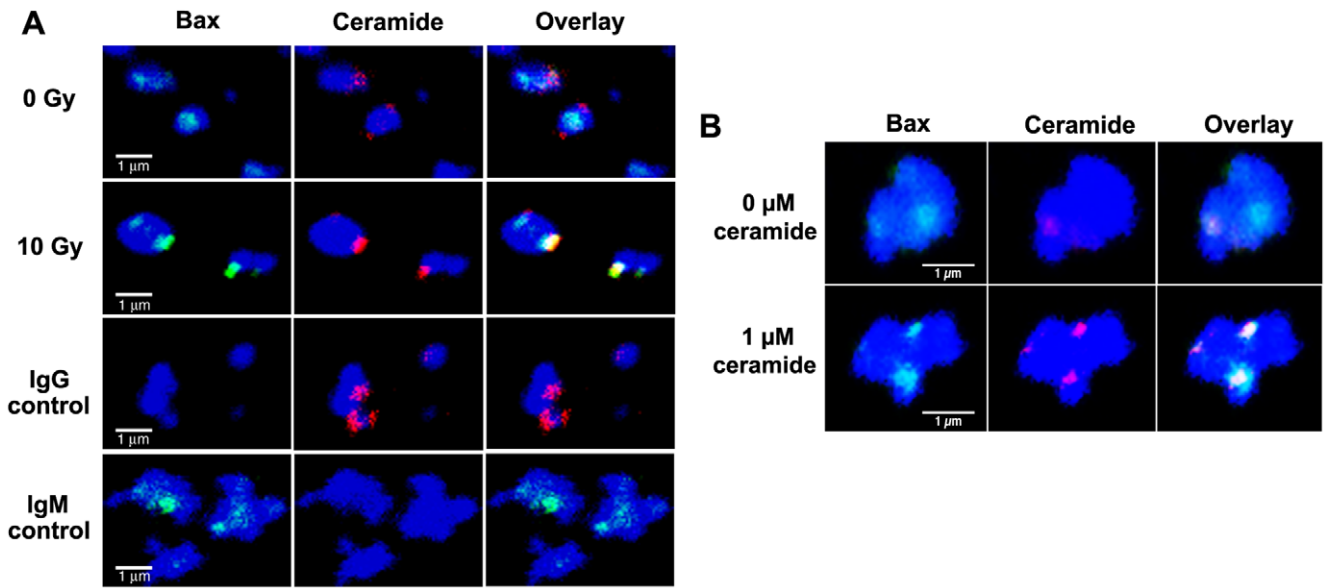 A
Bax Ceramide Overlay
0 Gy
1 µm
10 Gy
1 µm
IgG
control
1 µm
IgM
control
1 µm
B
Bax Ceramide Overlay
0 µM
ceramide
1 µm
1 µM
ceramide
1 µm